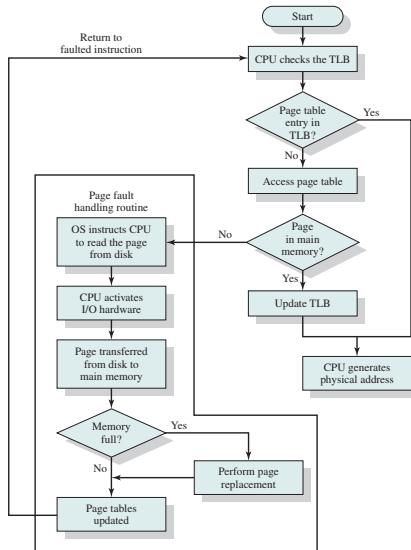 Start
Return to
faulted instruction
CPU checks the TLB
Page table
entry in
TLB?
Yes
No
Access page table
Page fault
handling routine
OS instructs CPU
to read the page
from disk
No
Page
in main
memory?
Yes
CPU activates
I/O hardware
Update TLB
Page transferred
from disk to
main memory
CPU generates
physical address
Memory
full?
Yes
No
Perform page
replacement
Page tables
updated